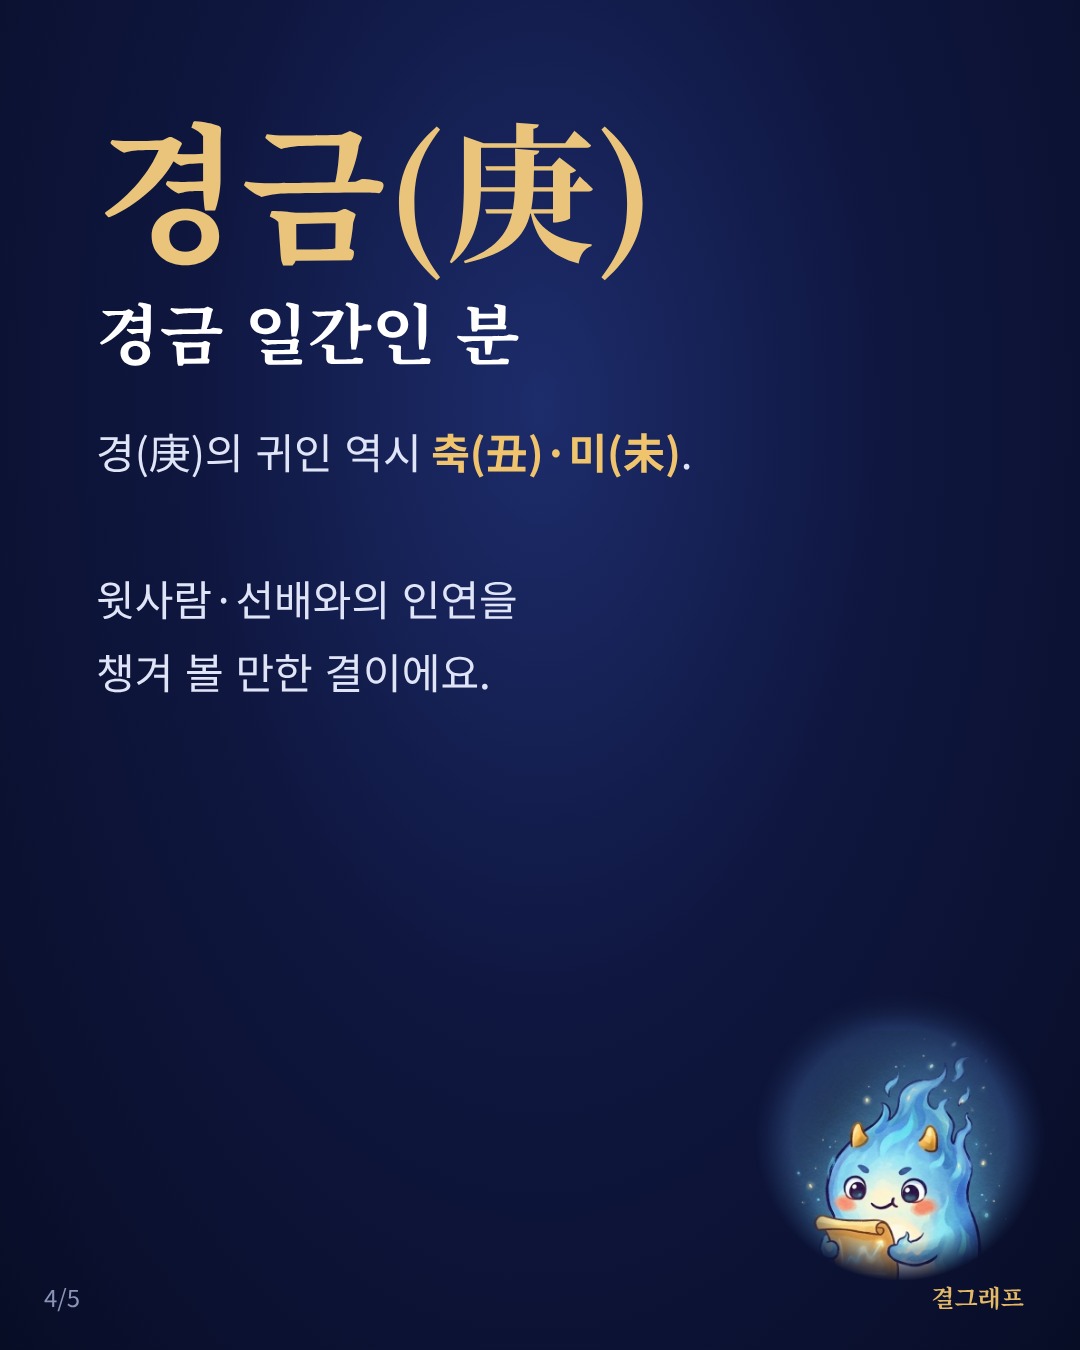 경금(庚)
경금 일간인 분
경(庚)의 귀인 역시 축(丑)·미(未).
윗사람·선배와의 인연을
챙겨 볼 만한 결이에요.
4/5
결그래프